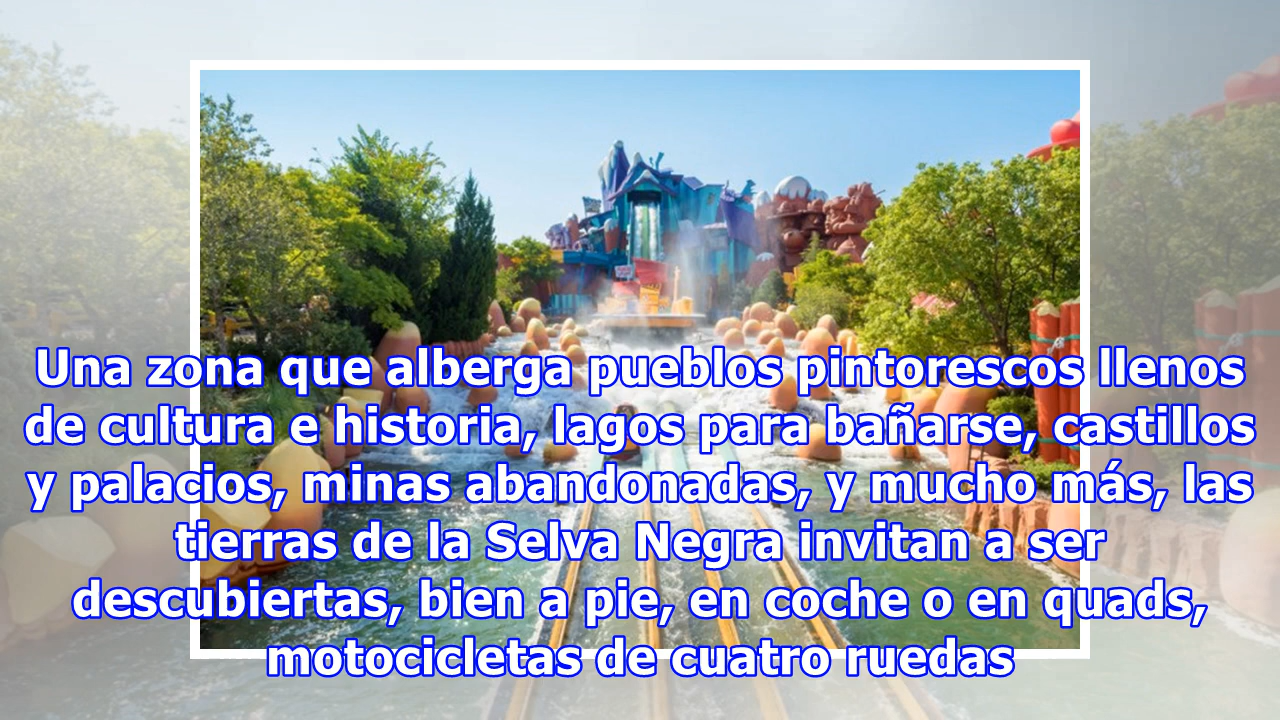 Una zona que alberga pueblos pintorescos llenos
de cultura e historia, lagos para bañarse, castillos
y palacios, minas abandonadas, y mucho más, las
tierras de la Selva Negra invitan a ser
descubiertas, bien a pie, en coche o en quads,
motocicletas de cuatro ruedas